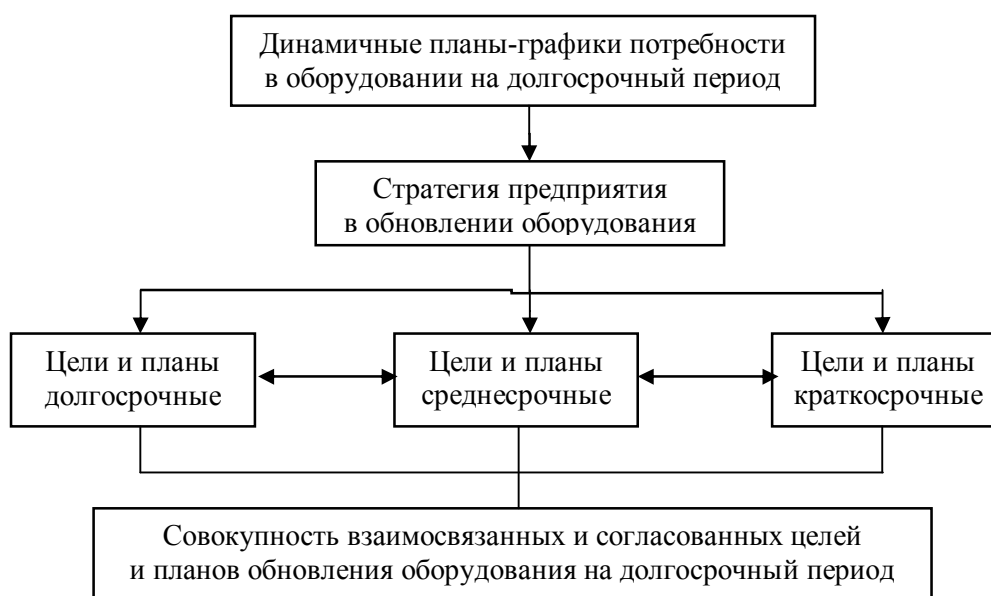 Динамичные планы-графики потребности
в оборудовании на долгосрочный период
Стратегия предприятия
в обновлении оборудования
Цели и планы
долгосрочные
Цели и планы
среднесрочные
Цели и планы
краткосрочные
Совокупность взаимосвязанных и согласованных целей
и планов обновления оборудования на долгосрочный период